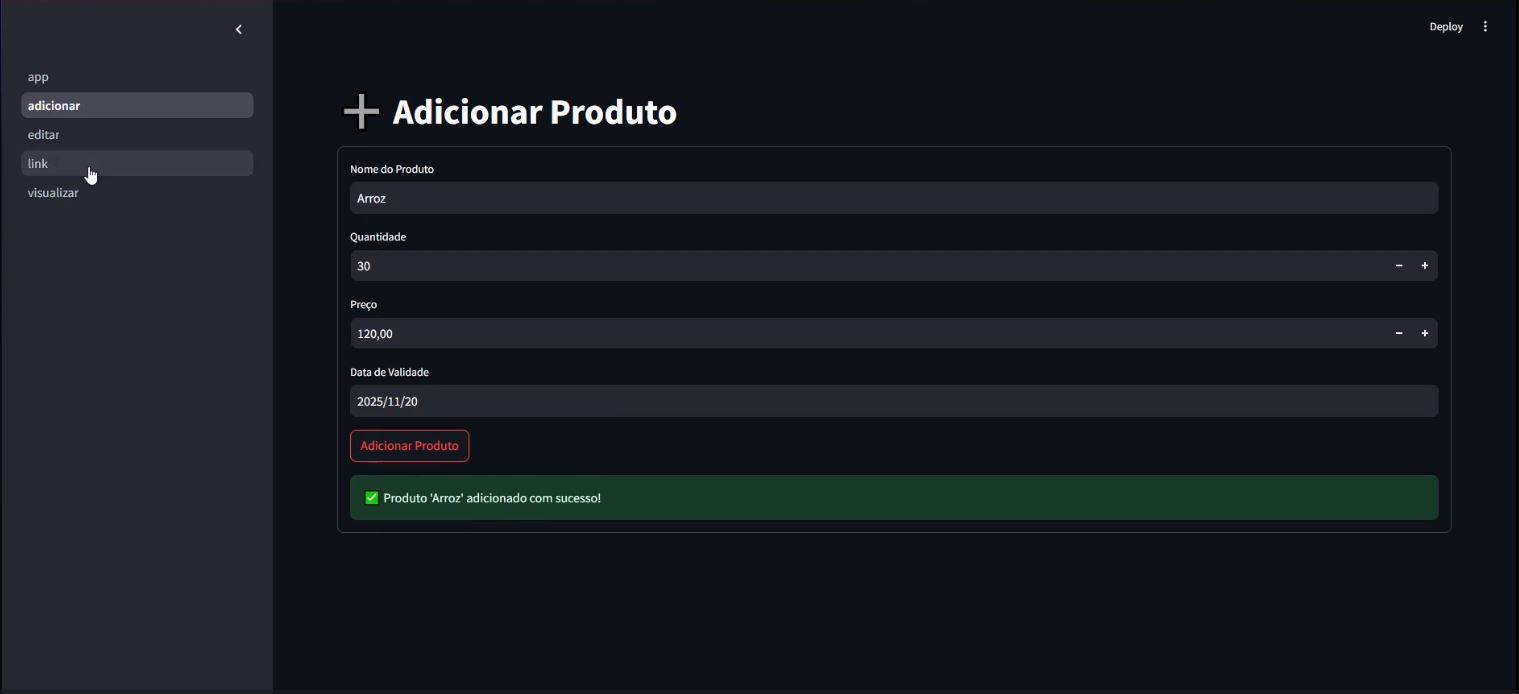 Deploy
app
adicionar
editar
link
visualizar
Adicionar Produto
Nome do Produto
Arroz
Quantidade
30
Preço
120,00
Data de Validade
2025/11/20
Adicionar Produto
Produto 'Arroz' adicionado com sucesso!